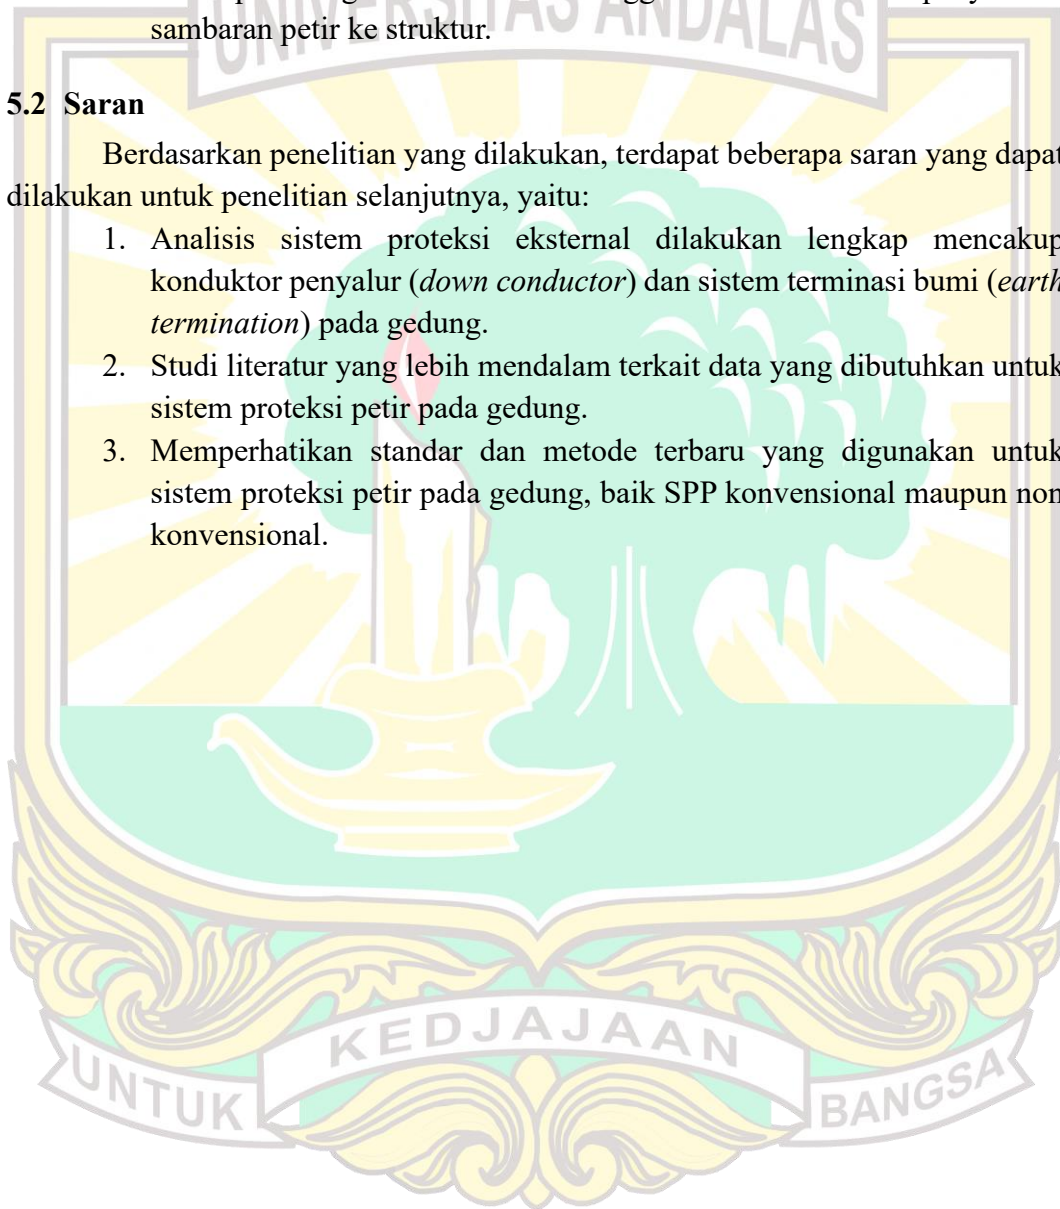 UNIVERSITAS ANDALAS
sambaran petir ke struktur.
5.2 Saran
Berdasarkan penelitian yang dilakukan, terdapat beberapa saran yang dapat
dilakukan untuk penelitian selanjutnya, yaitu:
1. Analisis sistem proteksi eksternal dilakukan lengkap mencakup
konduktor penyalur (down conductor) dan sistem terminasi bumi (earth
termination) pada gedung.
2. Studi literatur yang lebih mendalam terkait data yang dibutuhkan untuk
sistem proteksi petir pada gedung.
3. Memperhatikan standar dan metode terbaru yang digunakan untuk
sistem proteksi petir pada gedung, baik SPP konvensional maupun non
konvensional.
UNTUK KEDJAJAAN BANGSA